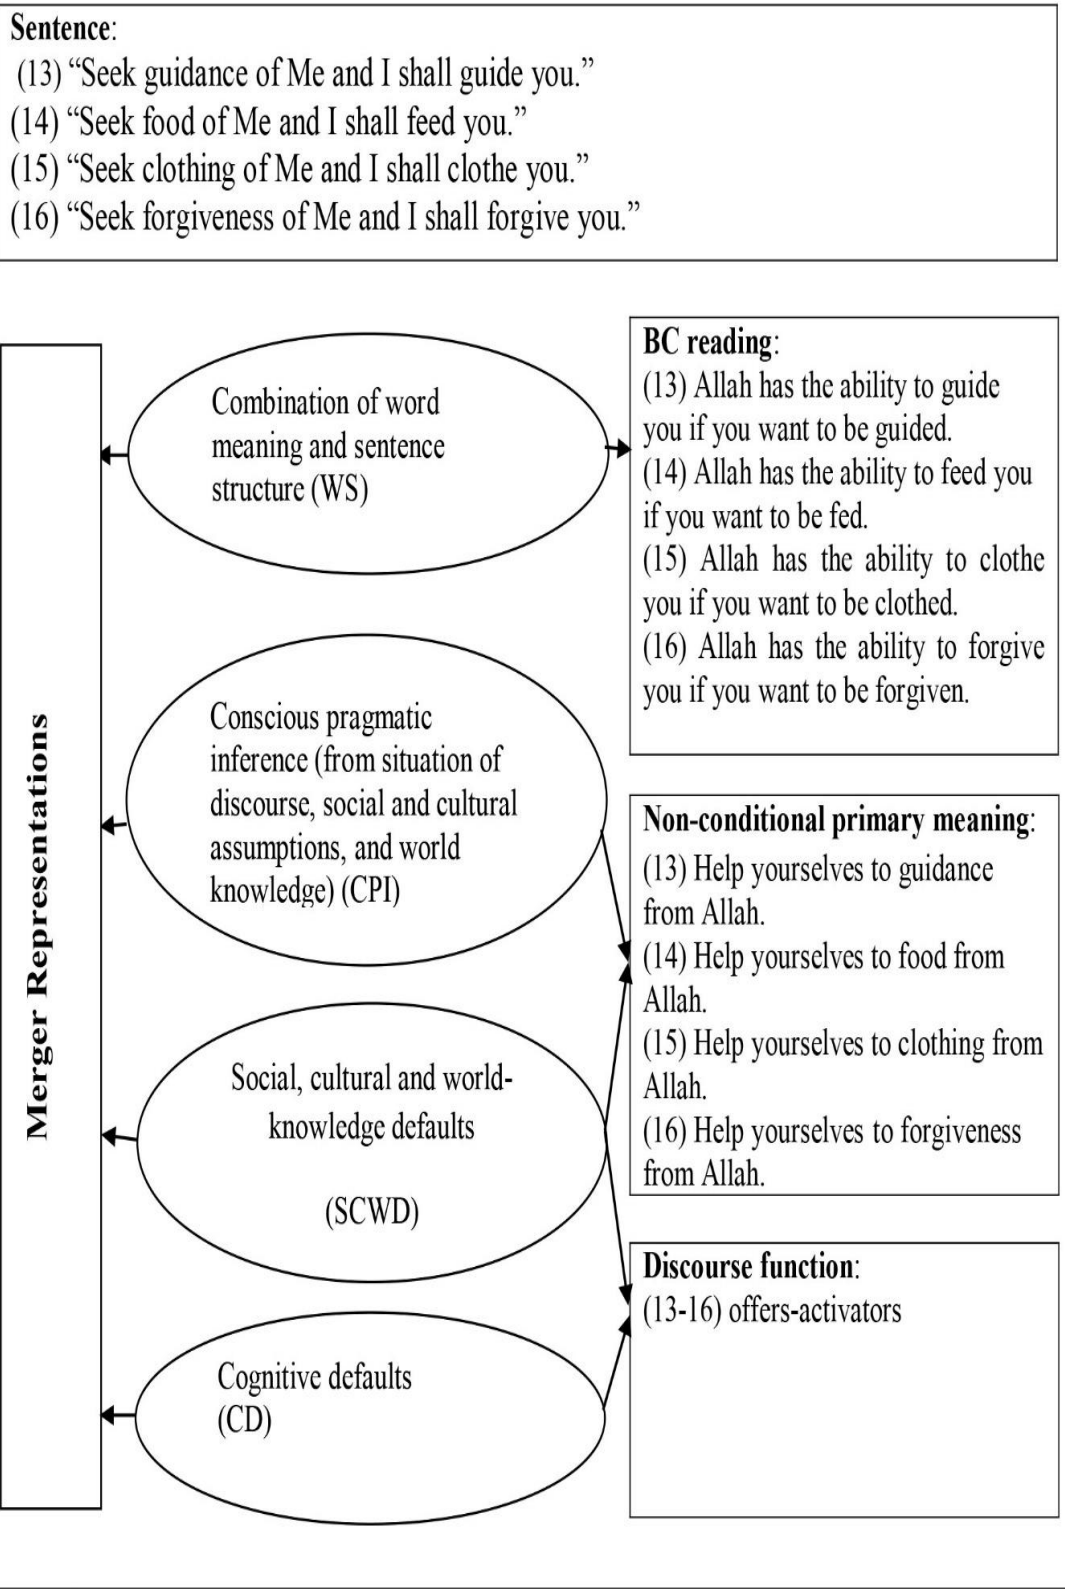 Sentence:
(13) “Seek guidance of Me and I shall guide you.”
(14) “Seek food of Me and I shall feed you.”
(15) “Seek clothing of Me and I shall clothe you.”
(16) “Seek forgiveness of Me and I shall forgive you.”
Merger Representations
Combination of word
meaning and sentence
structure (WS)
Conscious pragmatic
inference (from situation of
discourse, social and cultural
assumptions, and world
knowledge) (CPI)
Social, cultural and world-
knowledge defaults
(SCWD)
Cognitive defaults
(CD)
BC reading:
(13) Allah has the ability to guide
you if you want to be guided.
(14) Allah has the ability to feed you
if you want to be fed.
(15) Allah has the ability to clothe
you if you want to be clothed.
(16) Allah has the ability to forgive
you if you want to be forgiven.
Non-conditional primary meaning:
(13) Help yourselves to guidance
from Allah.
(14) Help yourselves to food from
Allah.
(15) Help yourselves to clothing from
Allah.
(16) Help yourselves to forgiveness
from Allah.
Discourse function:
(13-16) offers-activators